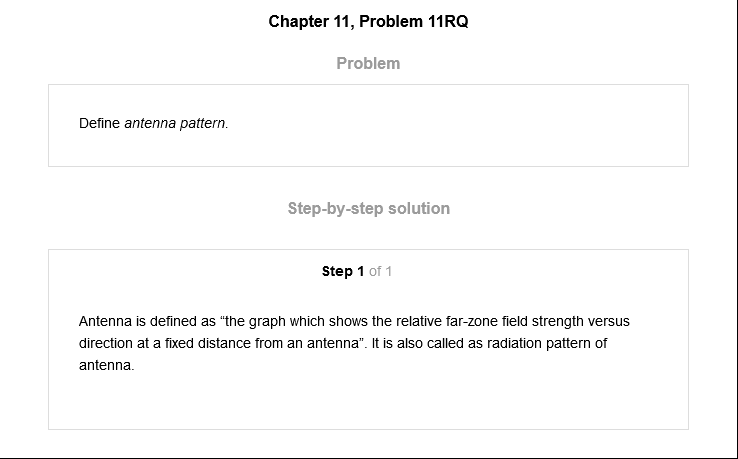 Chapter 11, Problem 11RQ
Problem
Define antenna pattern.
Step-by-step solution
Step 1 of 1
Antenna is defined as “the graph which shows the relative far-zone field strength versus
direction at a fixed distance from an antenna”. It is also called as radiation pattern of
antenna.